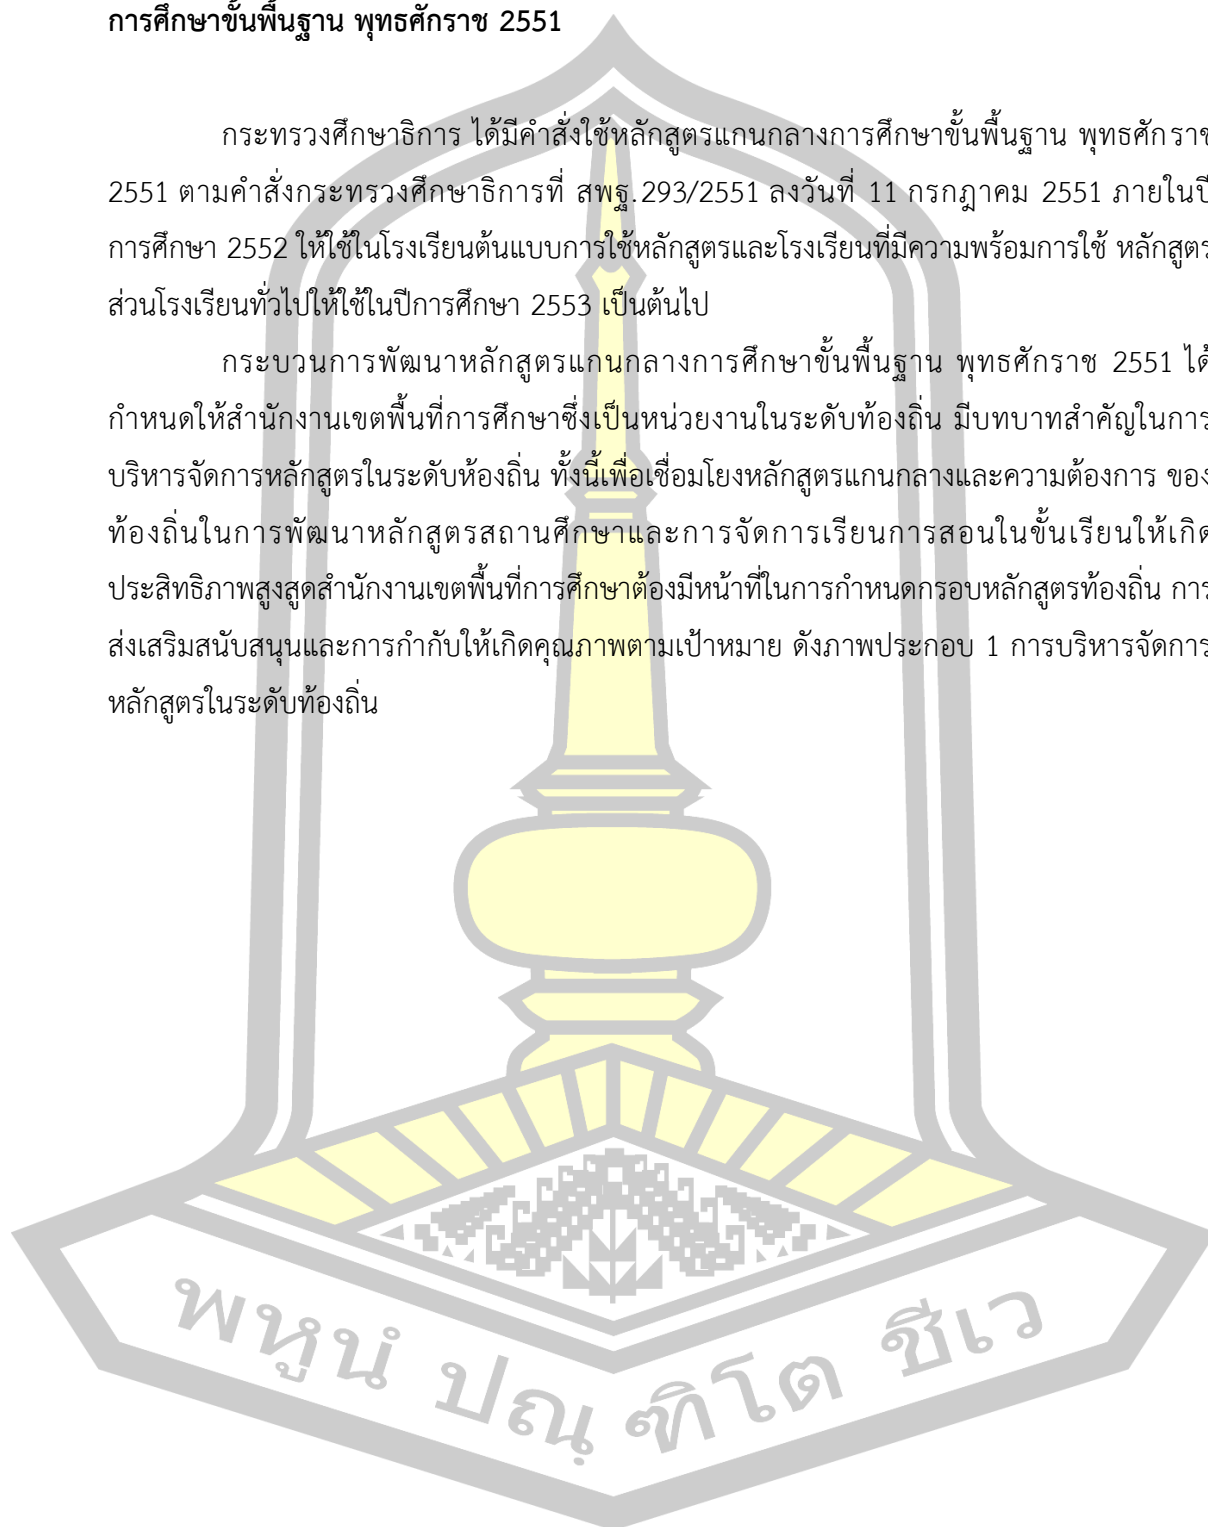 การศึกษาขั้นพื้นฐาน พุทธศักราช 2551
กระทรวงศึกษาธิการ ได้มีคำสั่งใช้หลักสูตรแกนกลางการศึกษาขั้นพื้นฐาน พุทธศักราช
2551 ตามคำสั่งกระทรวงศึกษาธิการที่ สพฐ.293/2551 ลงวันที่ 11 กรกฎาคม 2551 ภายในปี
การศึกษา 2552 ให้ใช้ในโรงเรียนต้นแบบการใช้หลักสูตรและโรงเรียนที่มีความพร้อมการใช้ หลักสูตร
ส่วนโรงเรียนทั่วไปให้ใช้ในปีการศึกษา 2553 เป็นต้นไป
กระบวนการพัฒนาหลักสูตรแกนกลางการศึกษาขั้นพื้นฐาน พุทธศักราช 2551 ได้
กำหนดให้สำนักงานเขตพื้นที่การศึกษาซึ่งเป็นหน่วยงานในระดับท้องถิ่น มีบทบาทสำคัญในการ
บริหารจัดการหลักสูตรในระดับห้องถิ่น ทั้งนี้เพื่อเชื่อมโยงหลักสูตรแกนกลางและความต้องการ ของ
ท้องถิ่นในการพัฒนาหลักสูตรสถานศึกษาและการจัดการเรียนการสอนในขั้นเรียนให้เกิด
ประสิทธิภาพสูงสูดสำนักงานเขตพื้นที่การศึกษาต้องมีหน้าที่ในการกำหนดกรอบหลักสูตรท้องถิ่น การ
ส่งเสริมสนับสนุนและการกำกับให้เกิดคุณภาพตามเป้าหมาย ดังภาพประกอบ 1 การบริหารจัดการ
หลักสูตรในระดับท้องถิ่น
พหูนํ ปณฺฑิโต ชีเว